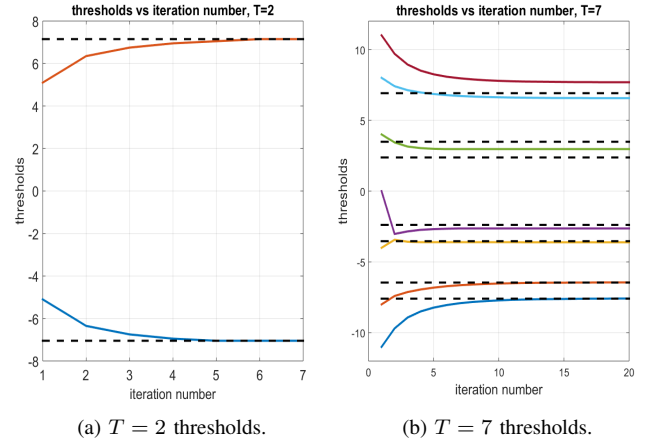 thresholds vs iteration number, T=2
8
6
4
2
0
-2
-4
-6
-8
thresholds
1 2 3 4 5 6 7
iteration number
(a) T = 2 thresholds.
thresholds vs iteration number, T=7
10
5
0
-5
-10
thresholds
0 5 10 15 20
iteration number
(b) T = 7 thresholds.